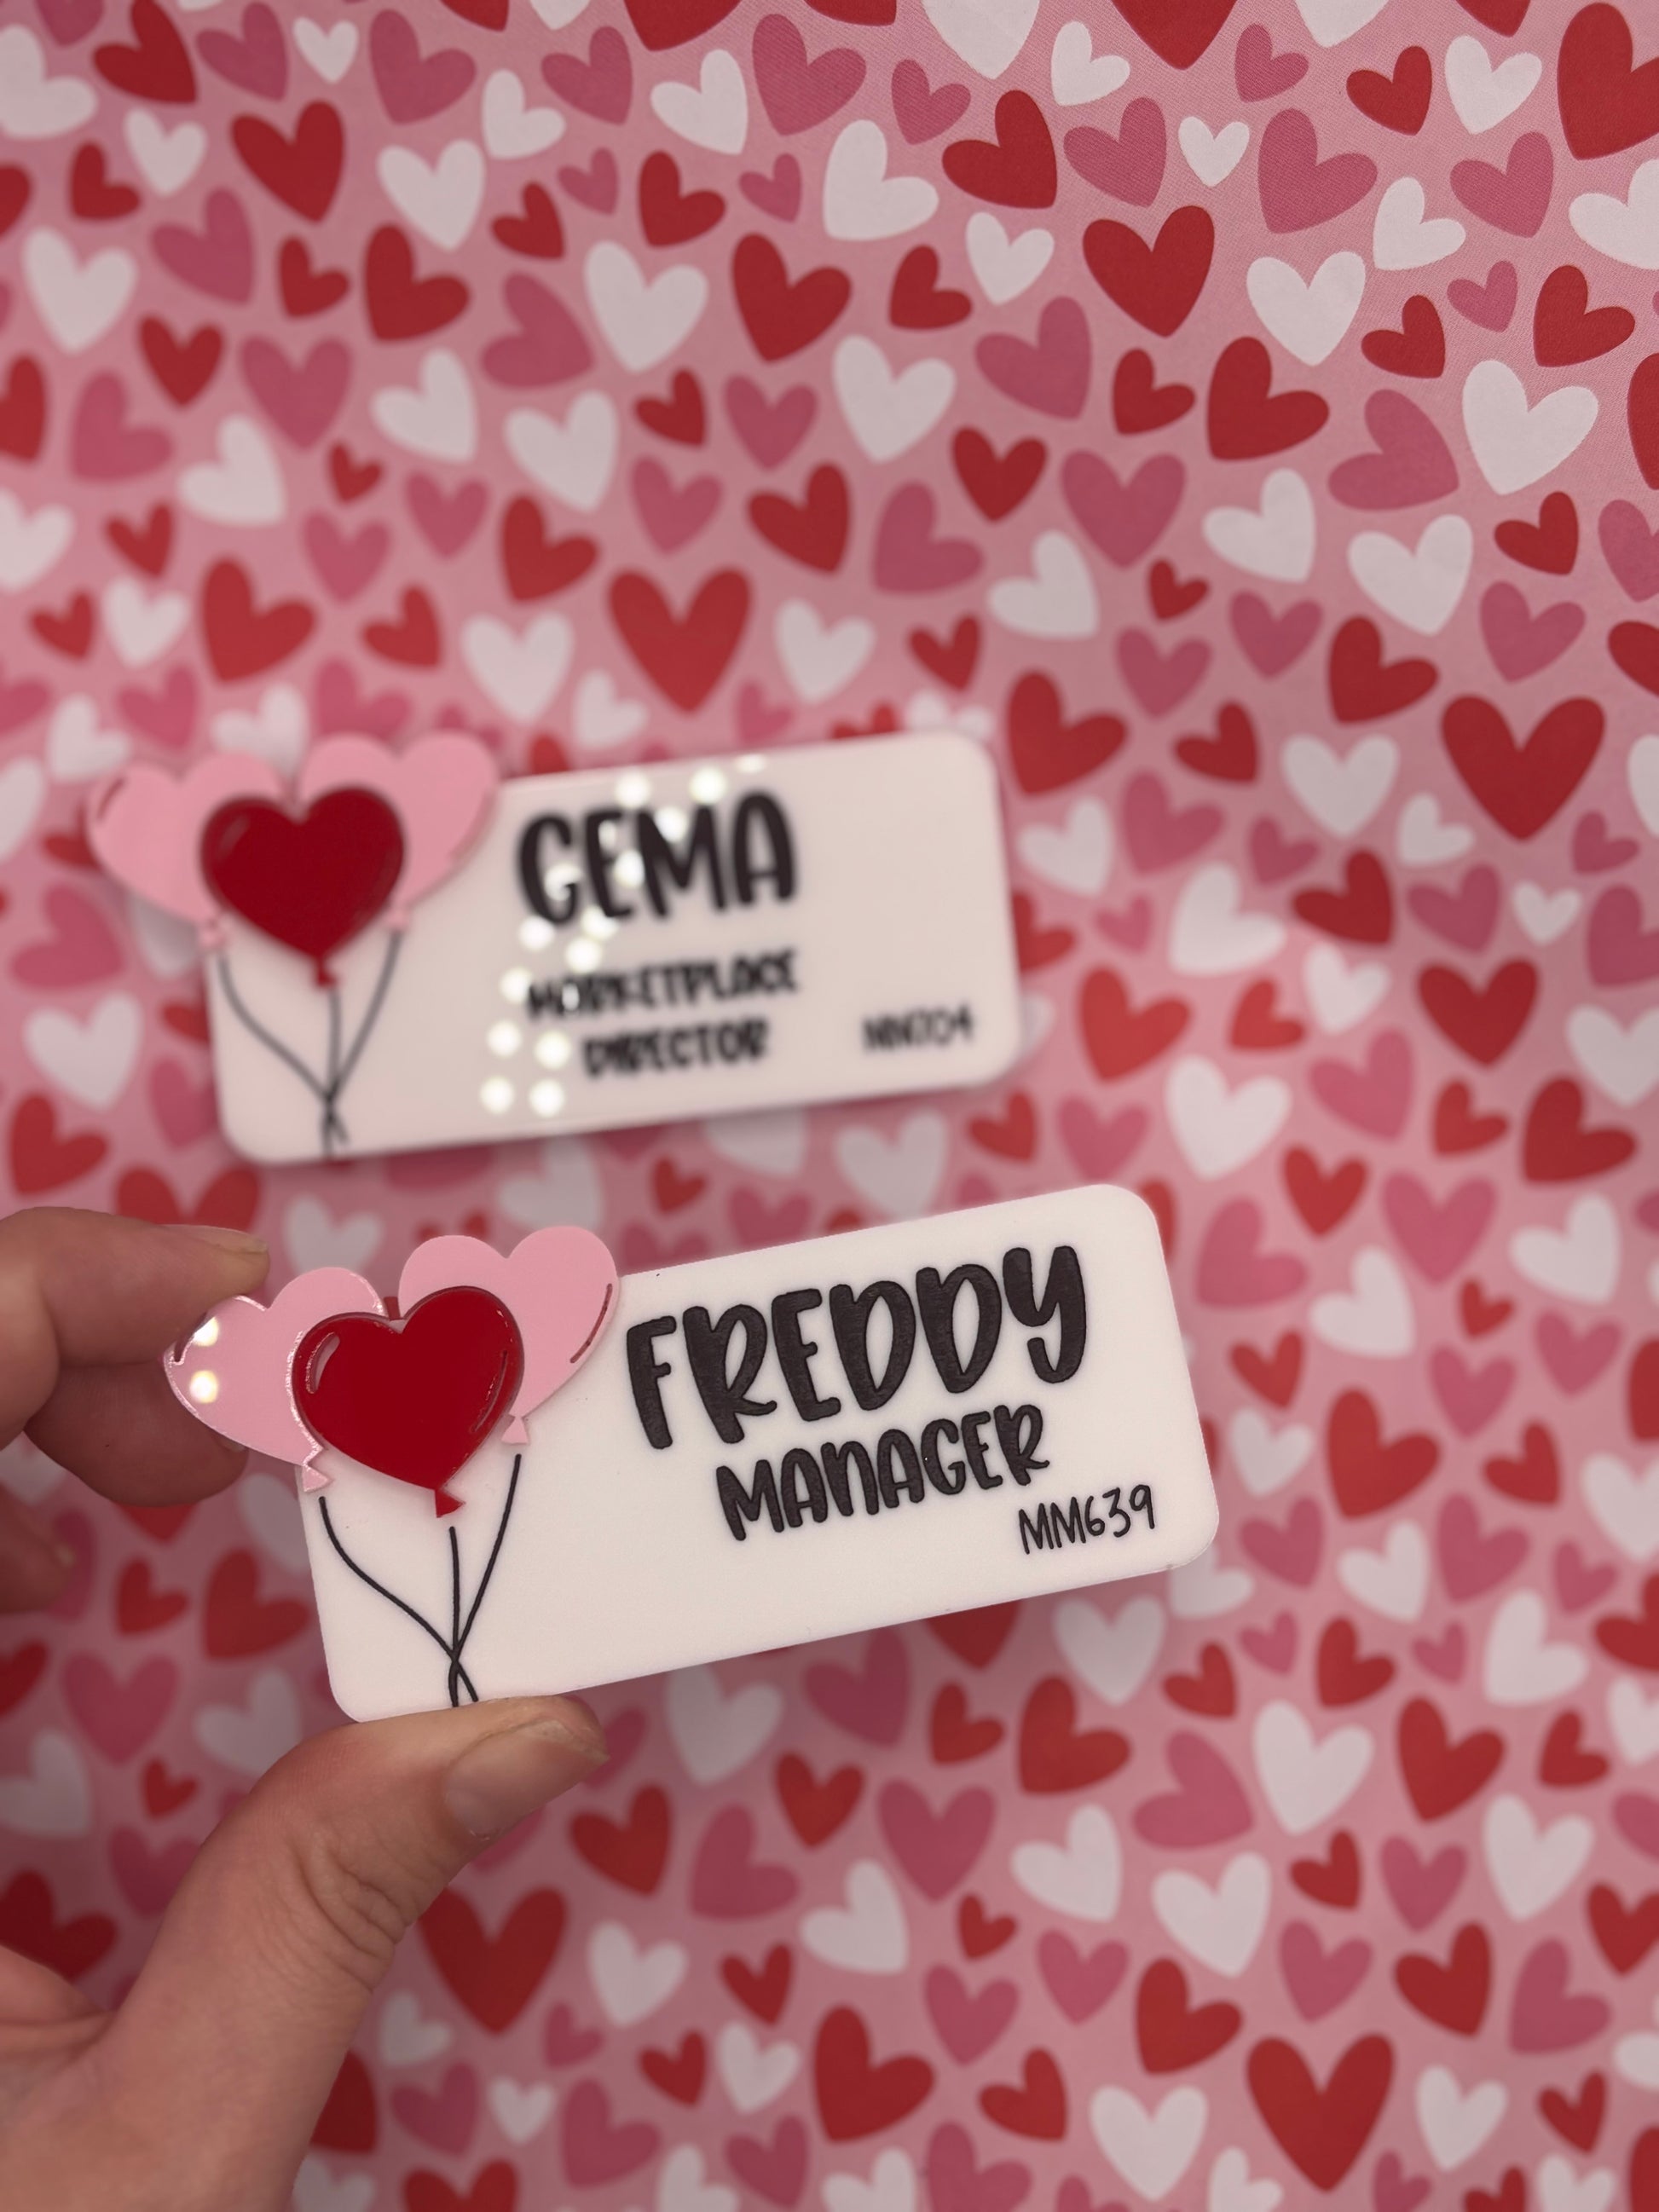 GEMA
MARKETPLACE
DIRECTOR
FREDDY
MANAGER
MM639